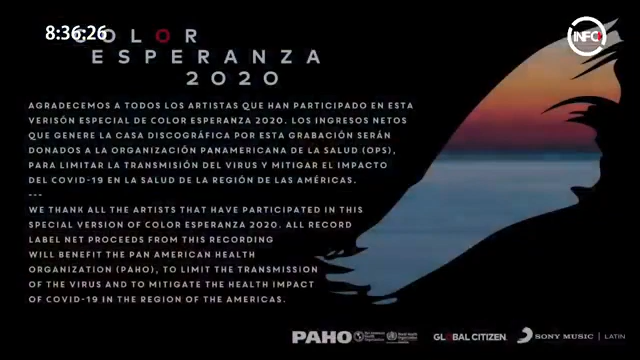 8:36:26
COLOR
ESPERANZA
2020
INFO
AGRADECEMOS A TODOS LOS ARTISTAS QUE HAN PARTICIPADO EN ESTA
VERISÓN ESPECIAL DE COLOR ESPERANZA 2020. LOS INGRESOS NETOS
QUE GENERE LA CASA DISCOGRÁFICA POR ESTA GRABACIÓN SERÁN
DONADOS A LA ORGANIZACIÓN PANAMERICANA DE LA SALUD (OPS),
PARA LIMITAR LA TRANSMISIÓN DEL VIRUS Y MITIGAR EL IMPACTO
DEL COVID-19 EN LA SALUD DE LA REGIÓN DE LAS AMÉRICAS.
---
WE THANK ALL THE ARTISTS THAT HAVE PARTICIPATED IN THIS
SPECIAL VERSION OF COLOR ESPERANZA 2020. ALL RECORD
LABEL NET PROCEEDS FROM THIS RECORDING
WILL BENEFIT THE PAN AMERICAN HEALTH
ORGANIZATION (PAHO), TO LIMIT THE TRANSMISSION
OF THE VIRUS AND TO MITIGATE THE HEALTH IMPACT
OF COVID-19 IN THE REGION OF THE AMERICAS.
PAHO GLOBAL CITIZEN SONY MUSIC | LATIN